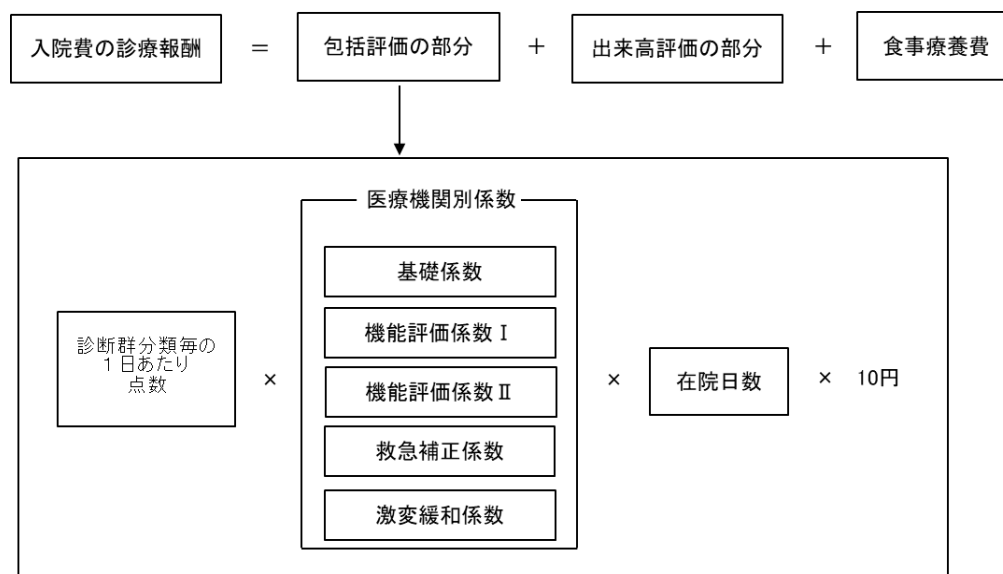 入院費の診療報酬 ＝ 包括評価の部分 ＋ 出来高評価の部分 ＋ 食事療養費
医療機関別係数
基礎係数
機能評価係数Ⅰ
機能評価係数Ⅱ
救急補正係数
激変緩和係数
診断群分類毎の
１日あたり
点数
×
×
在院日数
×
10円